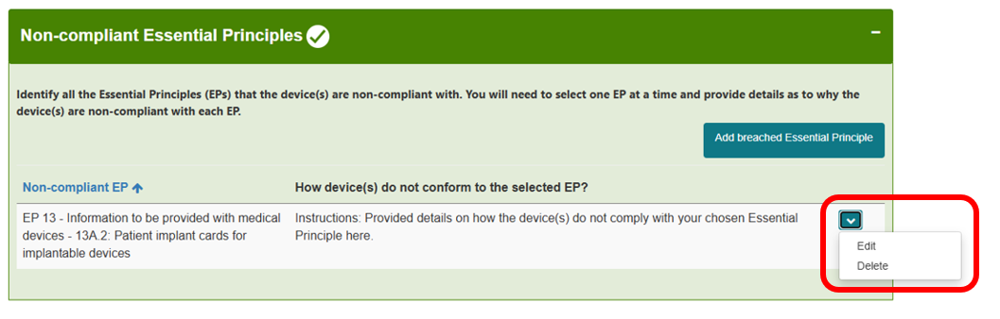 Non-compliant Essential Principles
Identify all the Essential Principles (EPs) that the device(s) are non-compliant with. You will need to select one EP at a time and provide details as to why the
device(s) are non-compliant with each EP.
Add breached Essential Principle
Non-compliant EP How device(s) do not conform to the selected EP?
EP 13 - Information to be provided with medical
devices - 13A.2: Patient implant cards for
implantable devices
Instructions: Provided details on how the device(s) do not comply with your chosen Essential
Principle here.
Edit
Delete